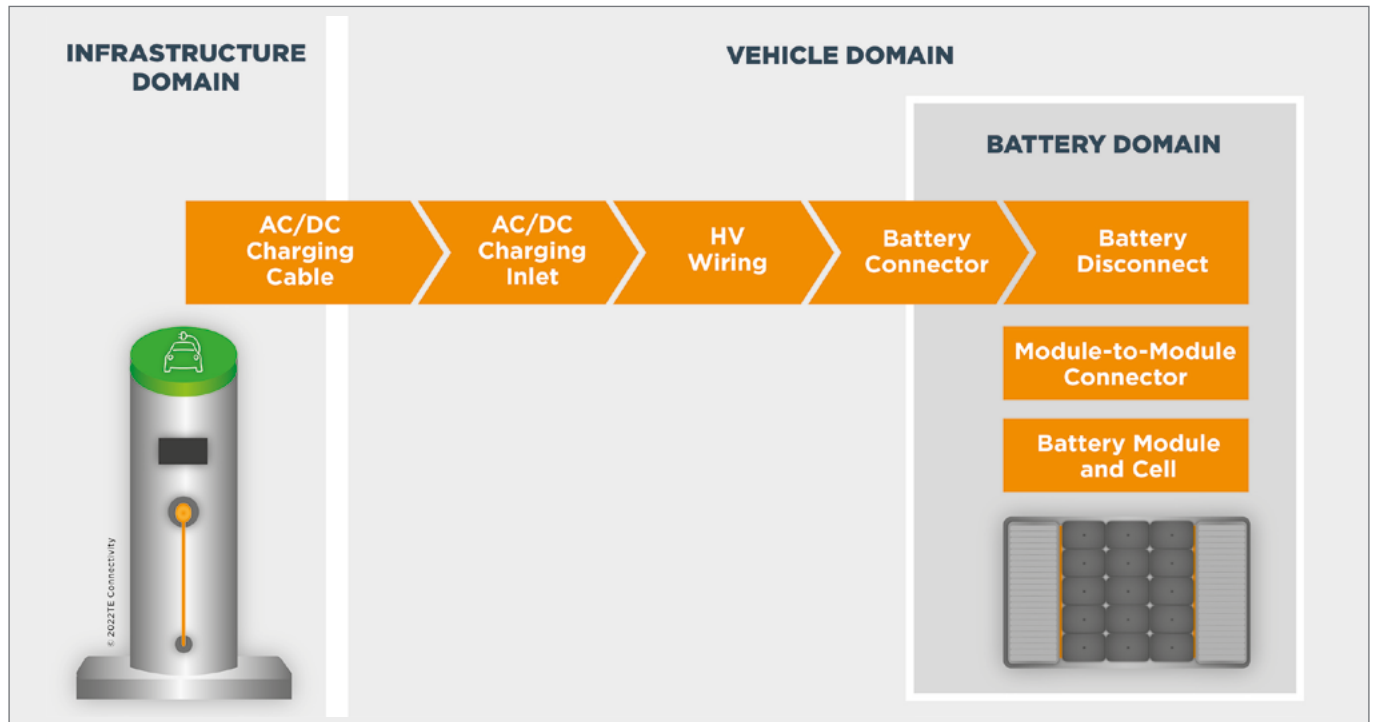 INFRASTRUCTURE
DOMAIN
VEHICLE DOMAIN
BATTERY DOMAIN
AC/DC
Charging
Cable
AC/DC
Charging
Inlet
HV
Wiring
Battery
Connector
Battery
Disconnect
Module-to-Module
Connector
Battery Module
and Cell
© 2022TE Connectivity